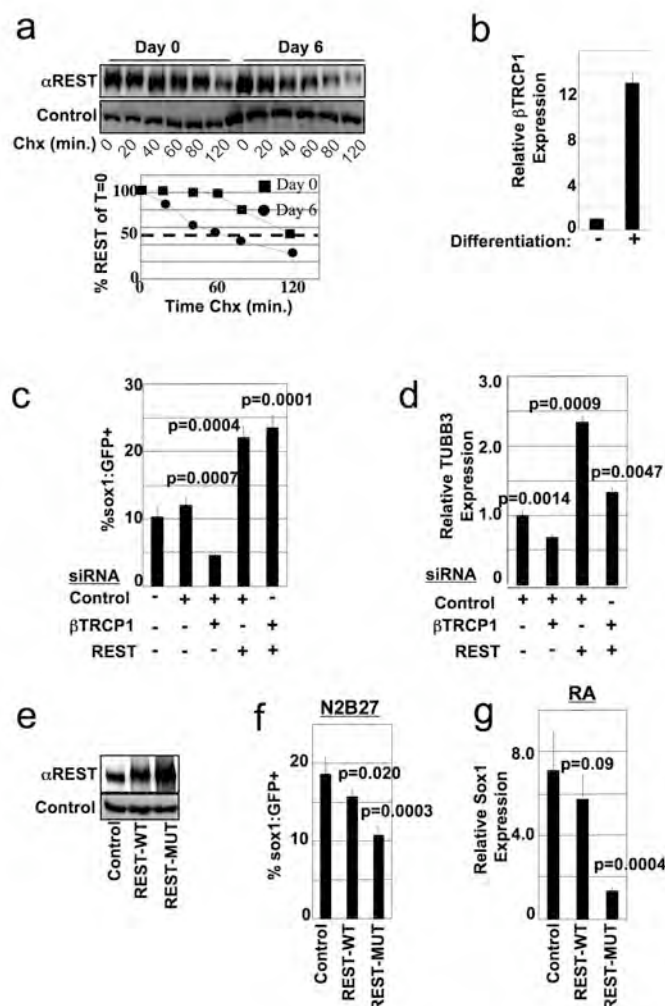 a
Day 0 Day 6
αREST
Control
Chx (min.) 0 20 40 60 80 120 0 20 40 60 80 120
% REST of T=0
100
50
0
Day 0
Day 6
0 60 120
Time Chx (min.)
b
Relative βTRCP1
Expression
12
8
4
0
Differentiation: - +
c
%sox1:GFP+
30
20
10
0
p=0.0004
p=0.0007
p=0.0001
siRNA
Control - + + + -
βTRCP1 - - + - +
REST - - - + +
d
Relative TUBB3
Expression
3.0
2.0
1.0
0
p=0.0014
p=0.0009
p=0.0047
siRNA
Control + + + -
βTRCP1 - + - +
REST - - + +
e
αREST
Control
Control
REST-WT
REST-MUT
f
N2B27
% sox1:GFP+
20
10
0
p=0.020
p=0.0003
Control
REST-WT
REST-MUT
g
RA
Relative Sox1
Expression
8.0
4.0
0
p=0.09
p=0.0004
Control
REST-WT
REST-MUT